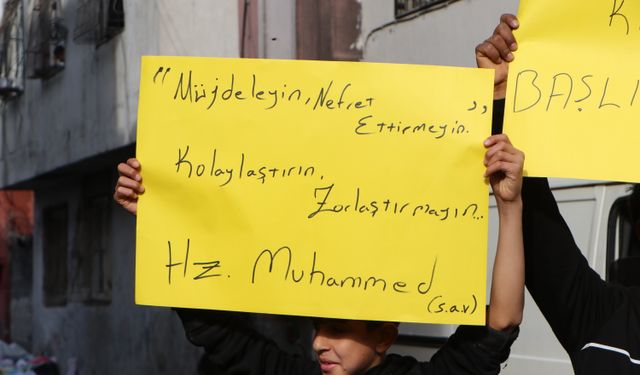 “Müjdeleyin, Nefret
Ettirmeyin. ”
Kolaylaştırın,
Zorlaştırmayın..
Hz. Muhammed
(s.a.v)
K
BAŞLI